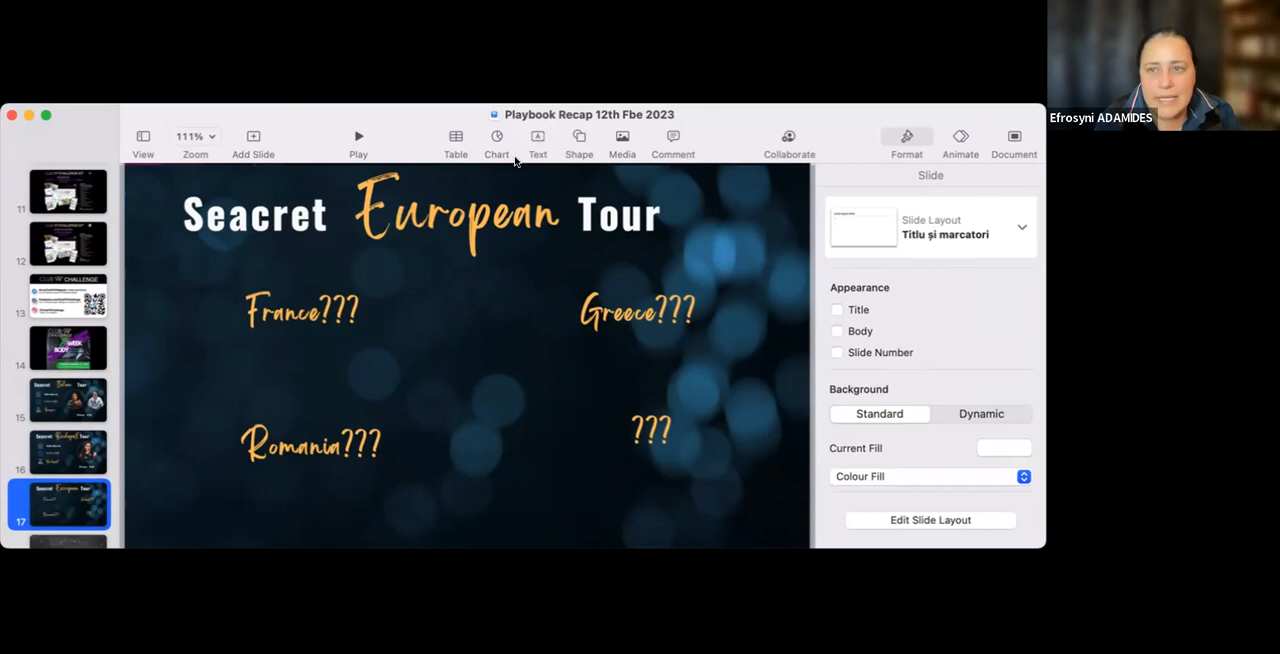 Playbook Recap 12th Fbe 2023
Efrosyni ADAMIDES
111%
View
Zoom
Add Slide
Play
Table
Chart
Text
Shape
Media
Comment
Collaborate
Format
Animate
Document
11
12
13
14
15
16
17
Seacret European Tour
France???
Greece???
Romania???
???
Slide
Slide Layout
Titlu și marcatori
Appearance
Title
Body
Slide Number
Background
Standard
Dynamic
Current Fill
Colour Fill
Edit Slide Layout